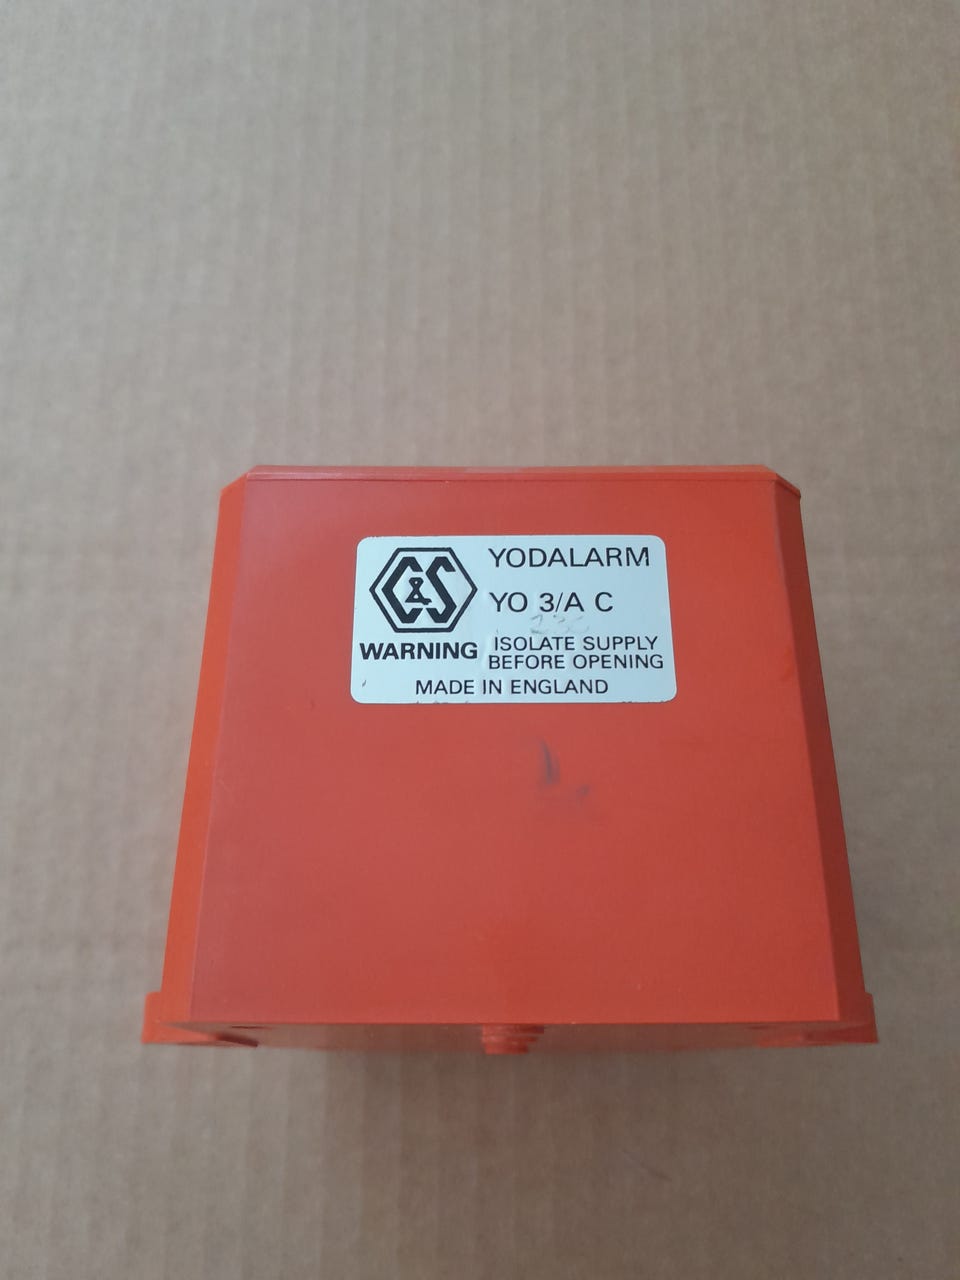 C&S
YODALARM
YO 3/A C
WARNING
ISOLATE SUPPLY
BEFORE OPENING
MADE IN ENGLAND